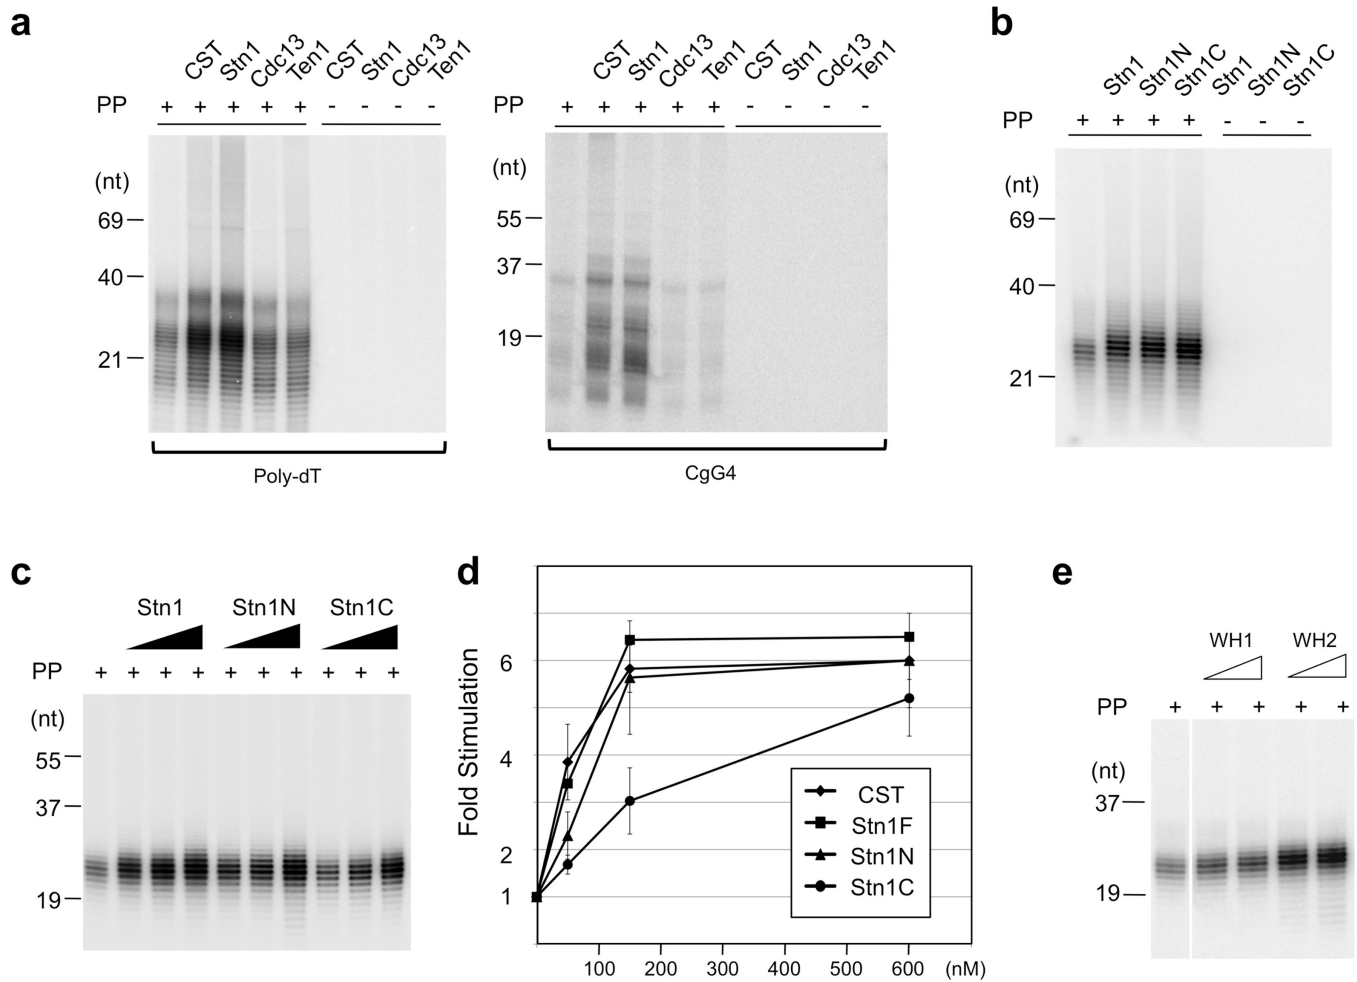 a
CST Stn1 Cdc13 Ten1 CST Stn1 Cdc13 Ten1
PP + + + + + - - - -
(nt)
69
40
21
Poly-dT
CST Stn1 Cdc13 Ten1 CST Stn1 Cdc13 Ten1
PP + + + + + - - - -
(nt)
55
37
19
CgG4
b
Stn1 Stn1N Stn1C Stn1 Stn1N Stn1C
PP + + + + - - -
(nt)
69
40
21
c
Stn1 Stn1N Stn1C
PP + + + + + + + + + +
(nt)
55
37
19
d
Fold Stimulation
6
4
2
1
CST
Stn1F
Stn1N
Stn1C
100 200 300 400 500 600 (nM)
e
WH1 WH2
PP + + + + +
(nt)
37
19